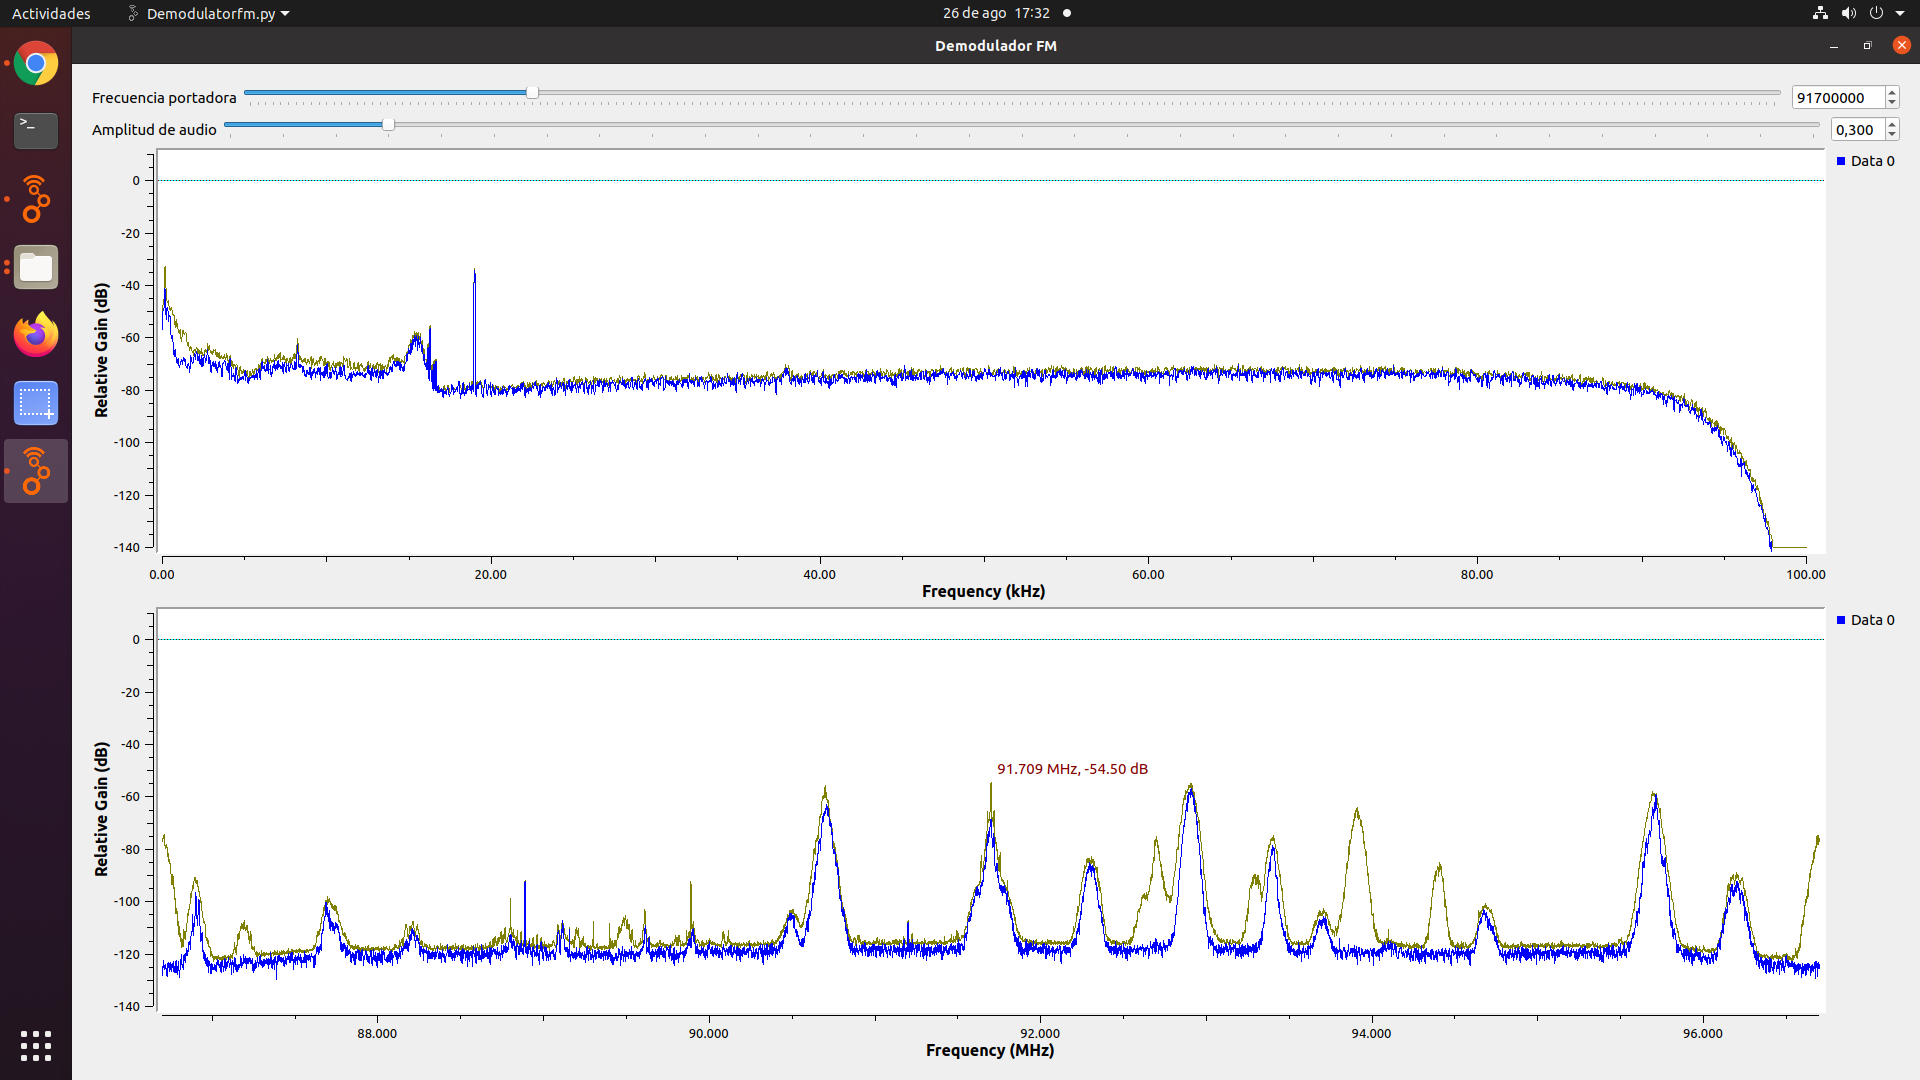 Actividades Demodulatorfm.py 26 de ago 17:32
Demodulador FM
Frecuencia portadora 91700000
Amplitud de audio 0,300
Data 0
Relative Gain (dB)
0
-20
-40
-60
-80
-100
-120
-140
0.00 20.00 40.00 60.00 80.00 100.00
Frequency (kHz)
Data 0
Relative Gain (dB)
0
-20
-40
91.709 MHz, -54.50 dB
-60
-80
-100
-120
-140
88.000 90.000 92.000 94.000 96.000
Frequency (MHz)